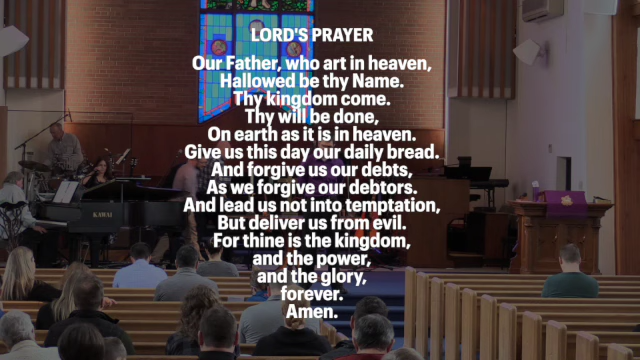 LORD'S PRAYER
Our Father, who art in heaven,
Hallowed be thy Name.
Thy kingdom come.
Thy will be done,
On earth as it is in heaven.
Give us this day our daily bread.
And forgive us our debts,
As we forgive our debtors.
And lead us not into temptation,
But deliver us from evil.
For thine is the kingdom,
and the power,
and the glory,
forever.
Amen.
KAWAI